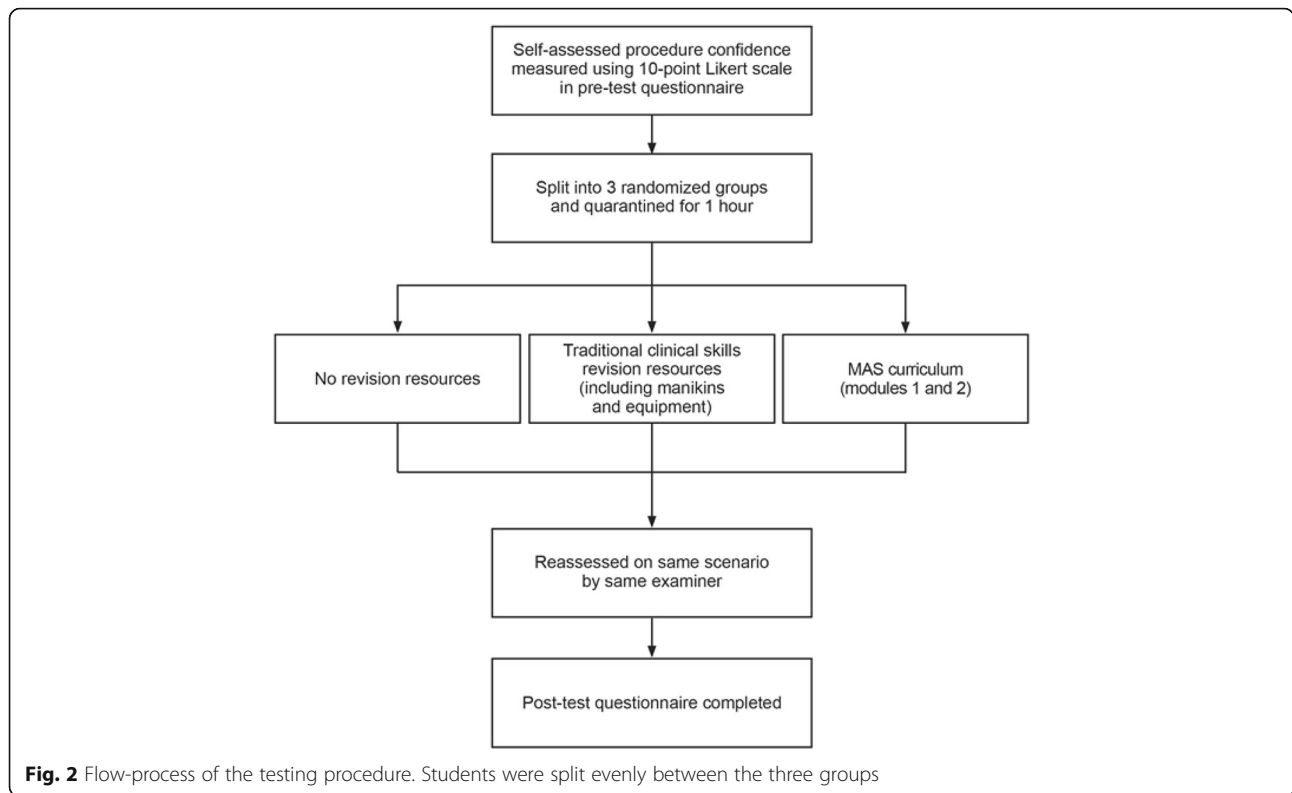 Self-assessed procedure confidence
measured using 10-point Likert scale
in pre-test questionnaire
Split into 3 randomized groups
and quarantined for 1 hour
No revision resources
Traditional clinical skills
revision resources
(including manikins
and equipment)
MAS curriculum
(modules 1 and 2)
Reassessed on same scenario
by same examiner
Post-test questionnaire completed
Fig. 2 Flow-process of the testing procedure. Students were split evenly between the three groups